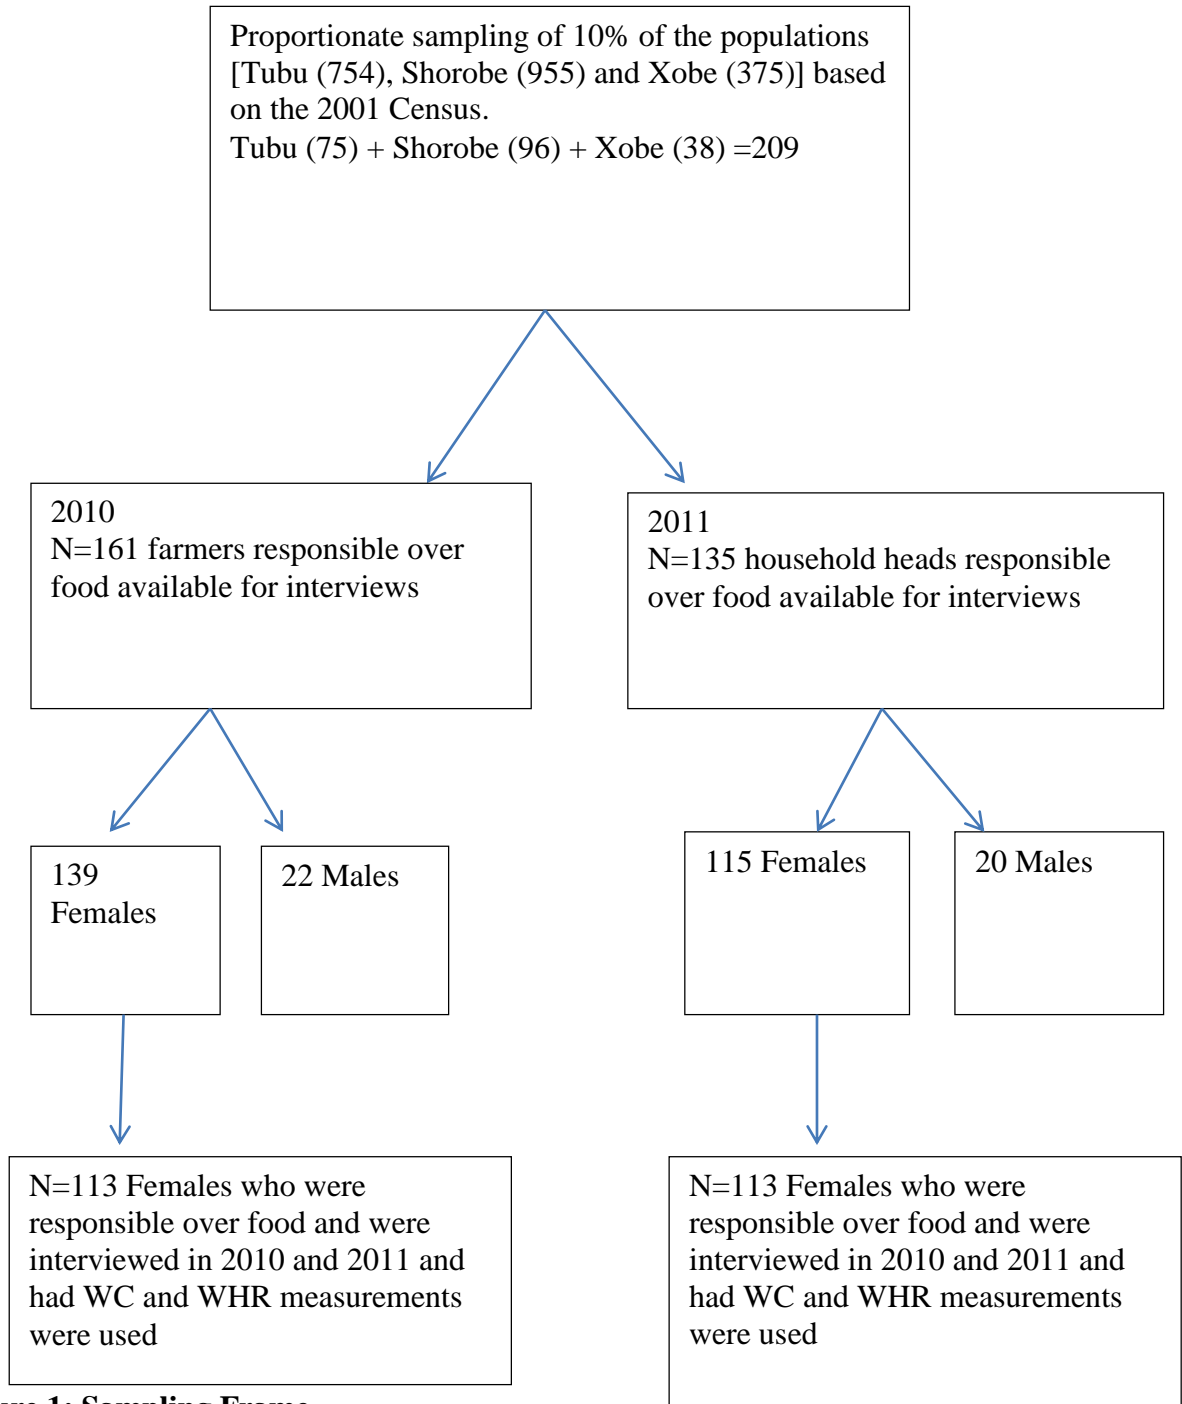 Proportionate sampling of 10% of the populations
[Tubu (754), Shorobe (955) and Xobe (375)] based
on the 2001 Census.
Tubu (75) + Shorobe (96) + Xobe (38) =209
2010
N=161 farmers responsible over
food available for interviews
2011
N=135 household heads responsible
over food available for interviews
139
Females
22 Males
115 Females
20 Males
N=113 Females who were
responsible over food and were
interviewed in 2010 and 2011 and
had WC and WHR measurements
were used
N=113 Females who were
responsible over food and were
interviewed in 2010 and 2011 and
had WC and WHR measurements
were used
1: Sampling Frame